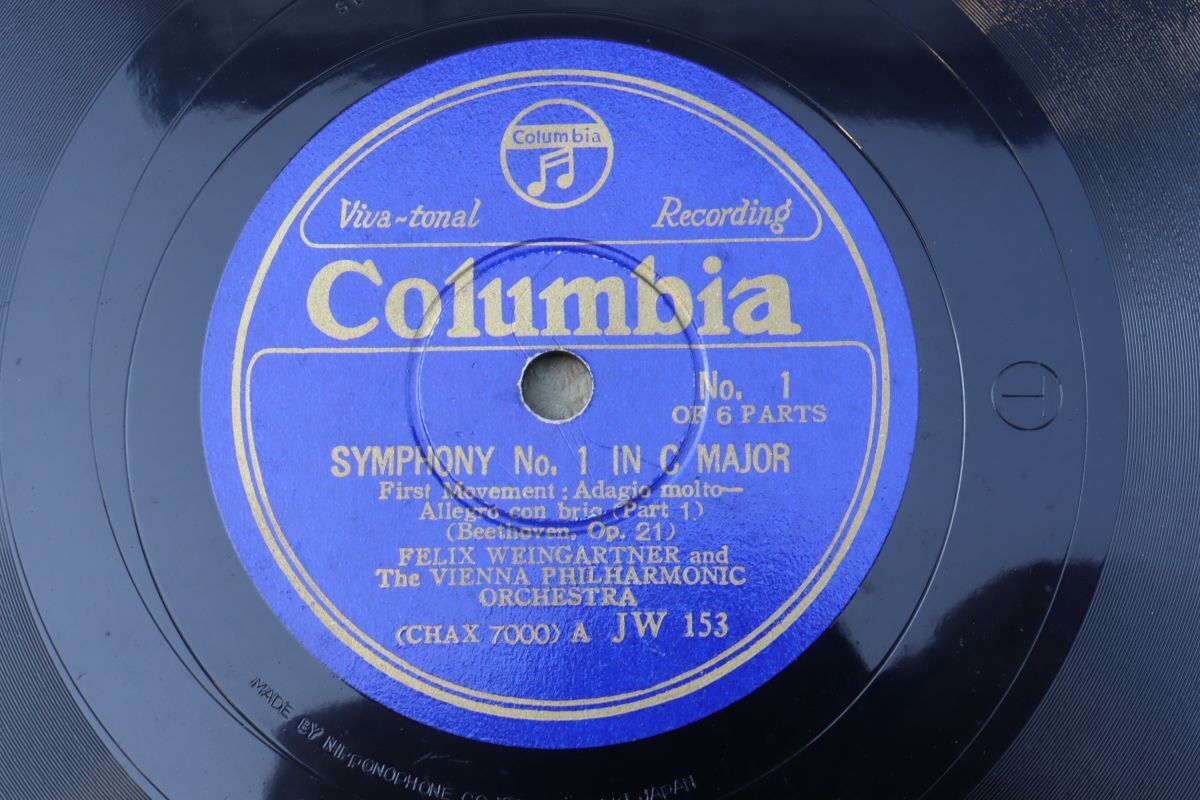 Columbia
Viva-tonal Recording
Columbia
No. 1
OF 6 PARTS
SYMPHONY No. 1 IN C MAJOR
First Movement : Adagio molto—
Allegro con brio (Part 1)
(Beethoven, Op. 21)
FELIX WEINGARTNER and
The VIENNA PHILHARMONIC
ORCHESTRA
(CHAX 7000) A JW 153
T
MADE BY NIPPONOPHONE CO. JAPAN